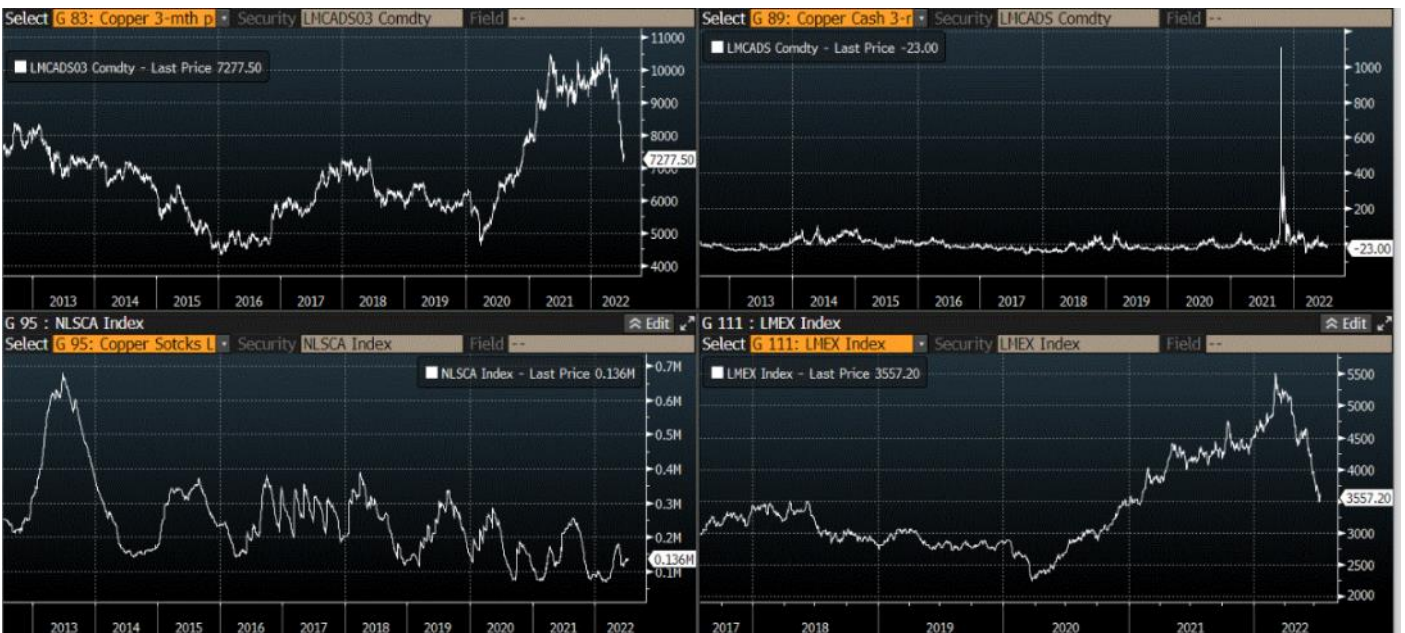 Select G 83: Copper 3-mth p Security LMCADS03 Comdty Field --
LMCADS03 Comdty - Last Price 7277.50
11000
10000
9000
8000
7277.50
7000
6000
5000
4000
2013 2014 2015 2016 2017 2018 2019 2020 2021 2022
Select G 89: Copper Cash 3-r Security LMCADS Comdty Field --
LMCADS Comdty - Last Price -23.00
1000
800
600
400
200
-23.00
2013 2014 2015 2016 2017 2018 2019 2020 2021 2022
G 95 : NLSCA Index Edit
Select G 95: Copper Sotcks L Security NLSCA Index Field --
NLSCA Index - Last Price 0.136M
0.7M
0.6M
0.5M
0.4M
0.3M
0.2M
0.136M
0.1M
2013 2014 2015 2016 2017 2018 2019 2020 2021 2022
G 111 : LMEX Index Edit
Select G 111: LMEX Index Security LMEX Index Field --
LMEX Index - Last Price 3557.20
5500
5000
4500
4000
3557.20
3000
2500
2000
2017 2018 2019 2020 2021 2022